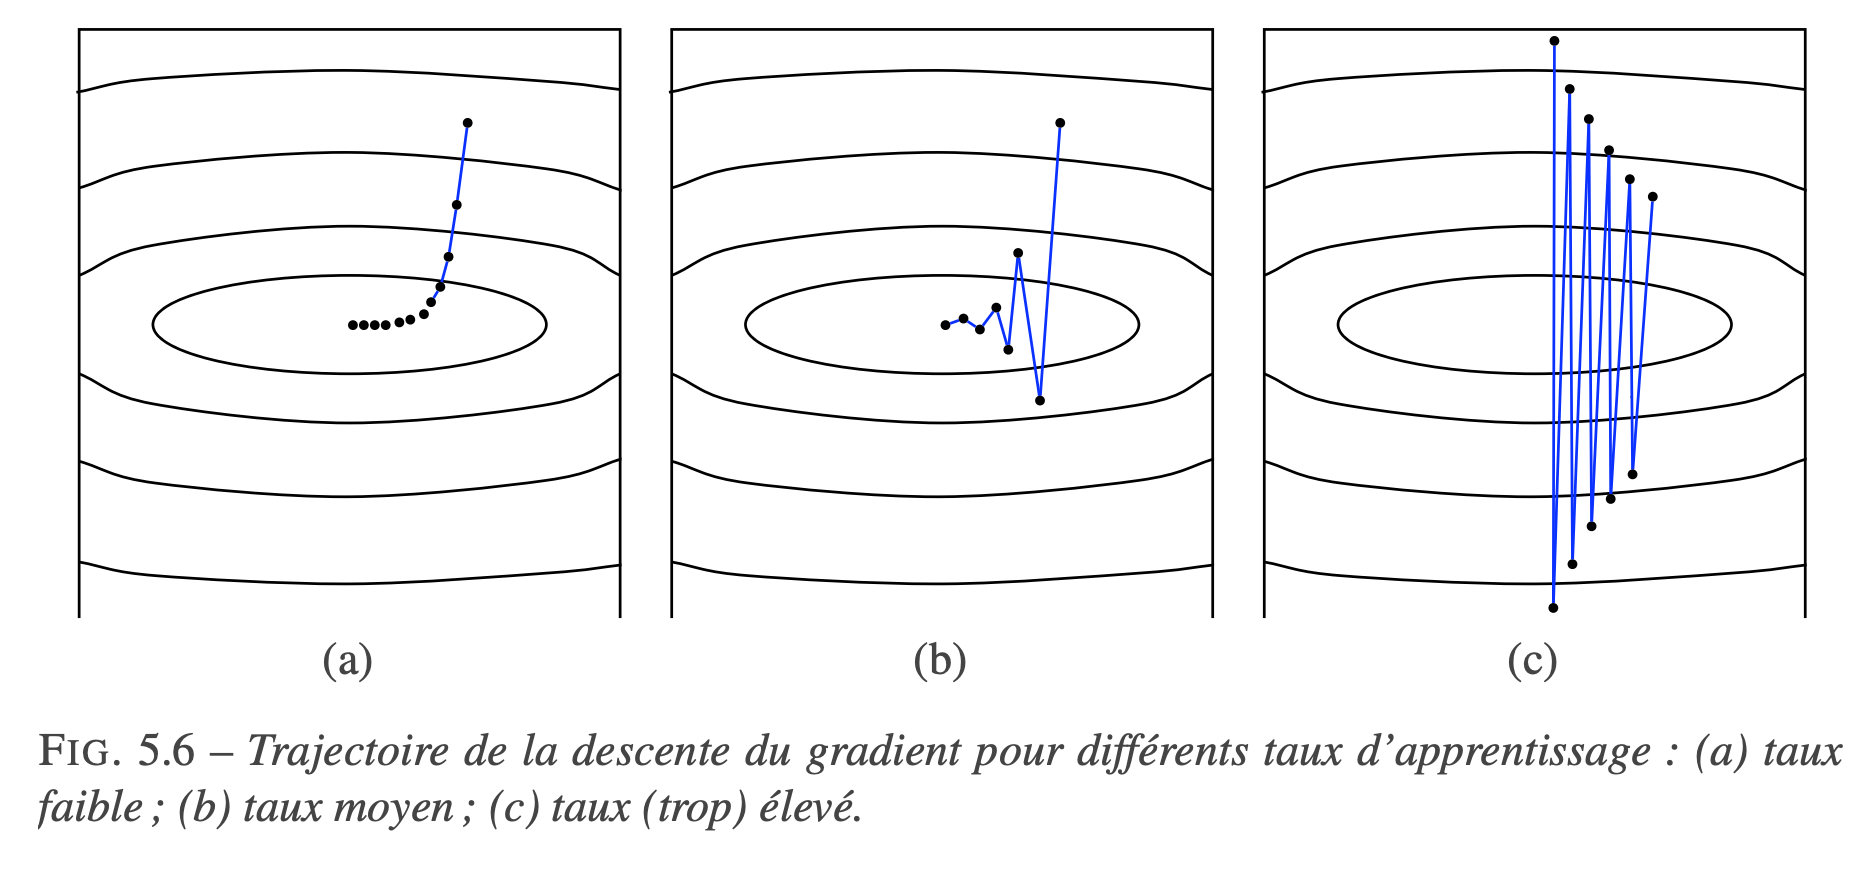 (a) (b) (c)
FIG. 5.6 – Trajectoire de la descente du gradient pour différents taux d'apprentissage : (a) taux
faible ; (b) taux moyen ; (c) taux (trop) élevé.